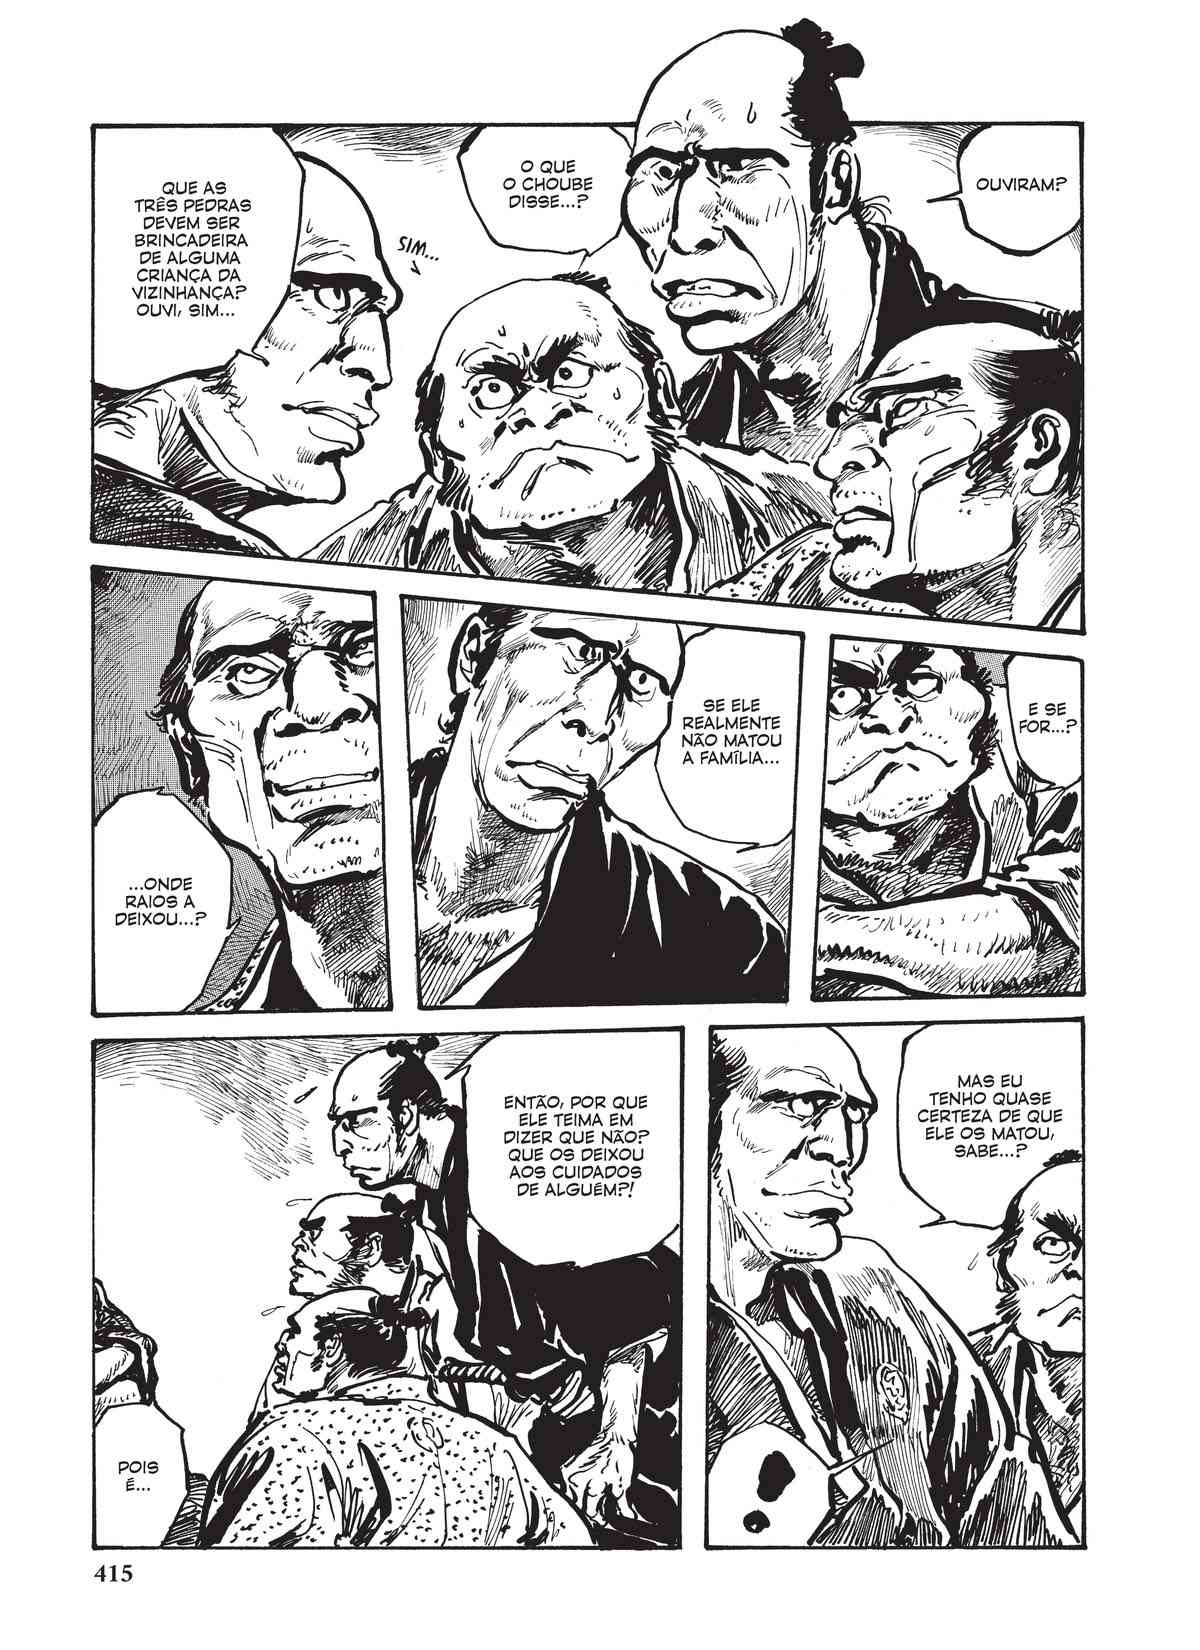 OUVIRAM?
O QUE
O CHOUBE
DISSE...?
SIM...
QUE AS
TRÊS PEDRAS
DEVEM SER
BRINCADEIRA
DE ALGUMA
CRIANÇA DA
VIZINHANÇA?
OUVI, SIM...
E SE
FOR...?
SE ELE
REALMENTE
NÃO MATOU
A FAMÍLIA...
...ONDE
RAIOS A
DEIXOU...?
MAS EU
TENHO QUASE
CERTEZA DE QUE
ELE OS MATOU,
SABE...?
ENTÃO, POR QUE
ELE TEIMA EM
DIZER QUE NÃO?
QUE OS DEIXOU
AOS CUIDADOS
DE ALGUÉM?!
POIS
É...
415